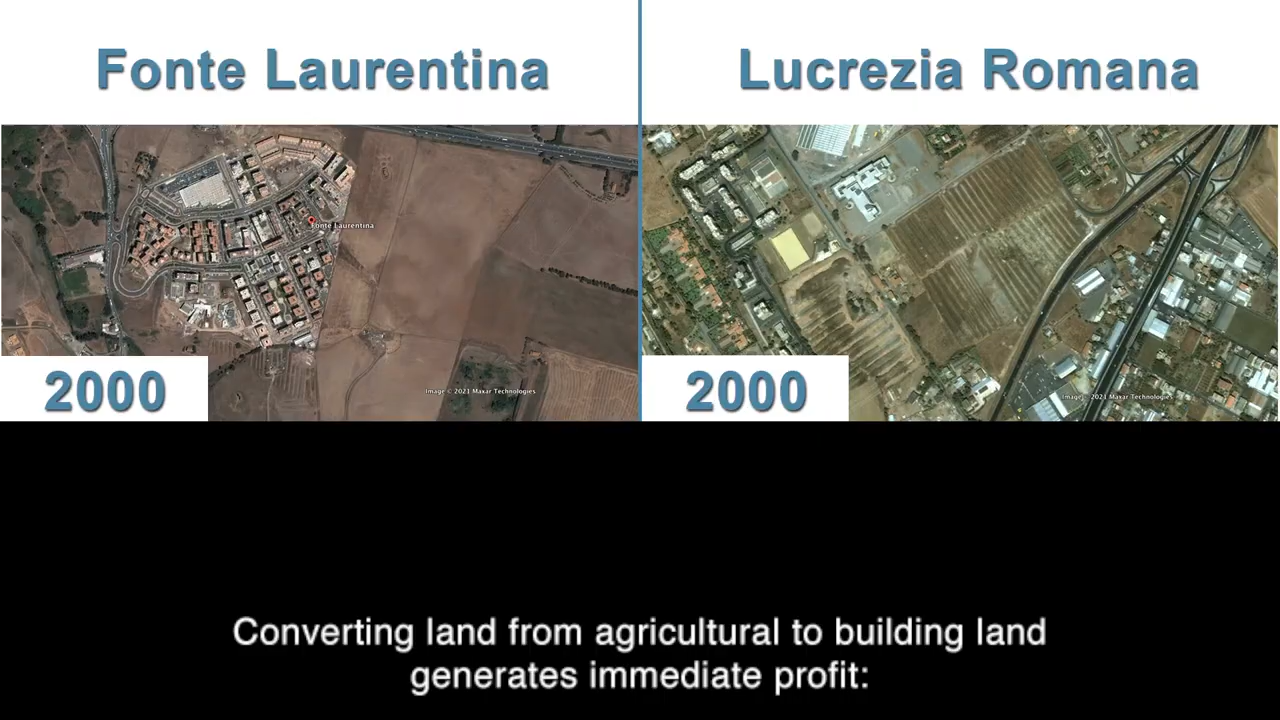 Fonte Laurentina
Lucrezia Romana
Fonte Laurentina
2000
Image © 2021 Maxar Technologies
2000
Image © 2021 Maxar Technologies
Converting land from agricultural to building land
generates immediate profit: